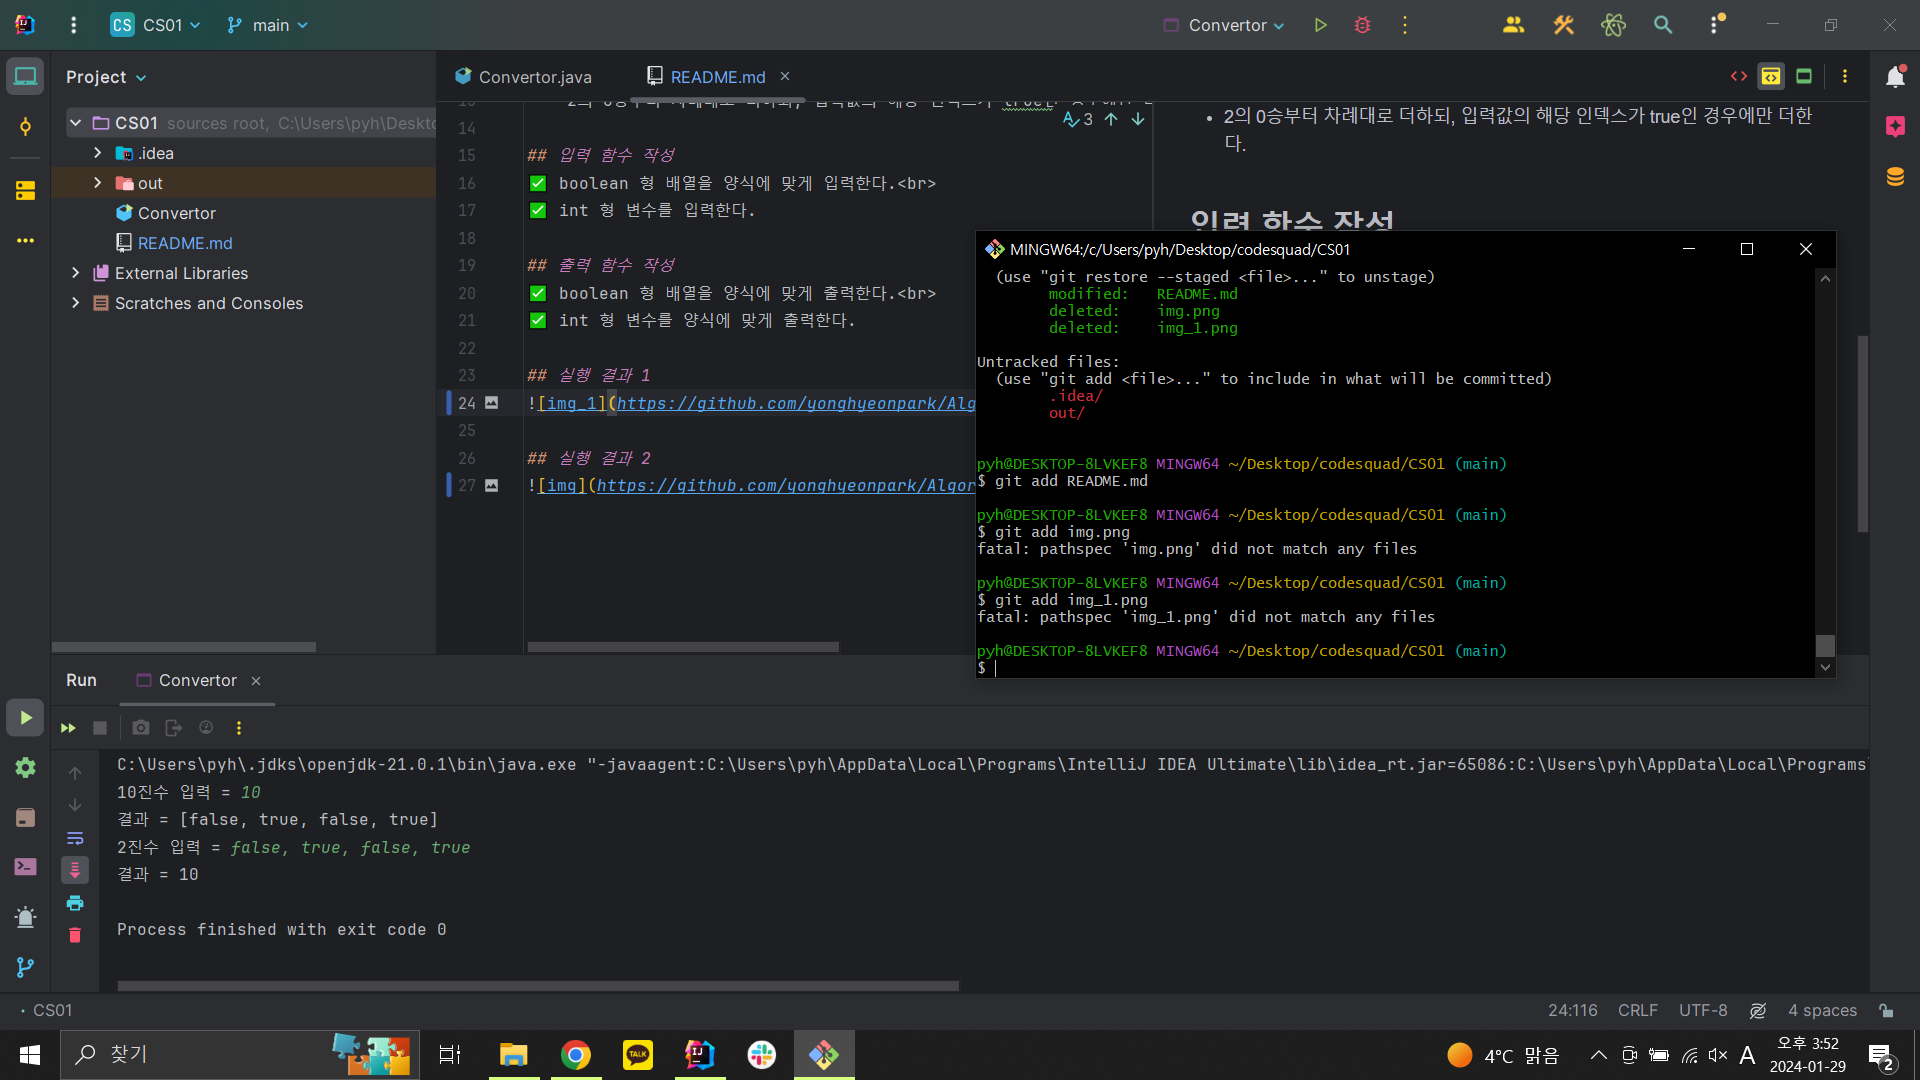 CS CS01 main Convertor
Project
CS01 sources root, C:\Users\pyh\Deskto
.idea
out
Convertor
README.md
External Libraries
Scratches and Consoles
Convertor.java README.md
3
14
15 ## 입력 함수 작성
16 ✅ boolean 형 배열을 양식에 맞게 입력한다.<br>
17 ✅ int 형 변수를 입력한다.
18
19 ## 출력 함수 작성
20 ✅ boolean 형 배열을 양식에 맞게 출력한다.<br>
21 ✅ int 형 변수를 양식에 맞게 출력한다.
22
23 ## 실행 결과 1
24 ![img_1](https://github.com/yonghyeonpark/Algo
25
26 ## 실행 결과 2
27 ![img](https://github.com/yonghyeonpark/Algor
• 2의 0승부터 차례대로 더하되, 입력값의 해당 인덱스가 true인 경우에만 더한
다.
입력 함수 작성
MINGW64:/c/Users/pyh/Desktop/codesquad/CS01
(use "git restore --staged <file>..." to unstage)
modified: README.md
deleted: img.png
deleted: img_1.png
Untracked files:
(use "git add <file>..." to include in what will be committed)
.idea/
out/
pyh@DESKTOP-8LVKEF8 MINGW64 ~/Desktop/codesquad/CS01 (main)
$ git add README.md
pyh@DESKTOP-8LVKEF8 MINGW64 ~/Desktop/codesquad/CS01 (main)
$ git add img.png
fatal: pathspec 'img.png' did not match any files
pyh@DESKTOP-8LVKEF8 MINGW64 ~/Desktop/codesquad/CS01 (main)
$ git add img_1.png
fatal: pathspec 'img_1.png' did not match any files
pyh@DESKTOP-8LVKEF8 MINGW64 ~/Desktop/codesquad/CS01 (main)
$
Run Convertor
C:\Users\pyh\.jdks\openjdk-21.0.1\bin\java.exe "-javaagent:C:\Users\pyh\AppData\Local\Programs\IntelliJ IDEA Ultimate\lib\idea_rt.jar=65086:C:\Users\pyh\AppData\Local\Programs
10진수 입력 = 10
결과 = [false, true, false, true]
2진수 입력 = false, true, false, true
결과 = 10
Process finished with exit code 0
CS01 24:116 CRLF UTF-8 4 spaces
찾기
TALK
4°C 맑음
A
오후 3:52
2024-01-29
2